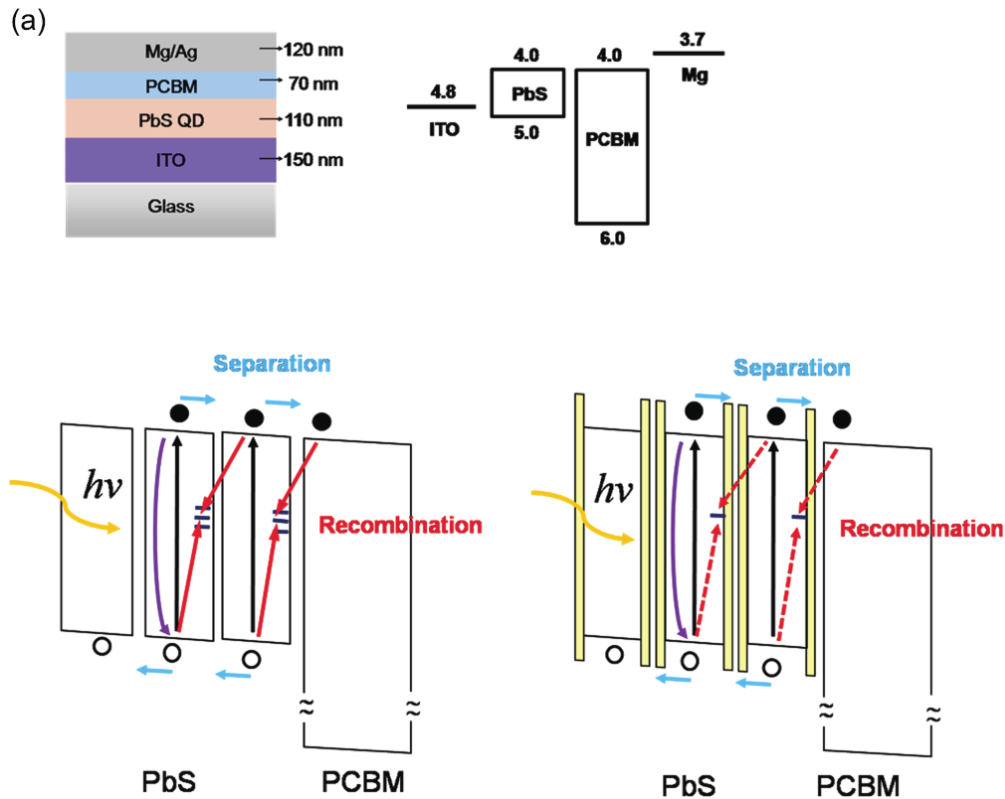 (a)
Mg/Ag
120 nm
PCBM
70 nm
PbS QD
110 nm
ITO
150 nm
Glass
4.8
ITO
4.0
PbS
5.0
4.0
PCBM
6.0
3.7
Mg
Separation
hν
Recombination
PbS
PCBM
Separation
hν
Recombination
PbS
PCBM